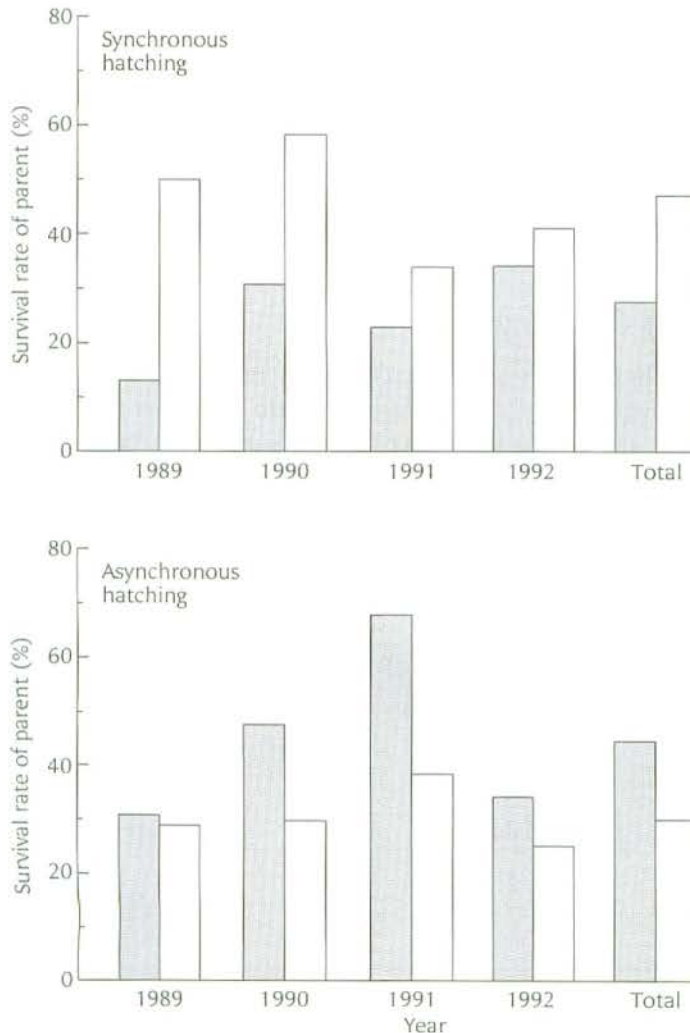 80
Synchronous
hatching
60
40
20
0
Survival rate of parent (%)
1989 1990 1991 1992 Total
80
Asynchronous
hatching
60
40
20
0
Survival rate of parent (%)
1989 1990 1991 1992 Total
Year